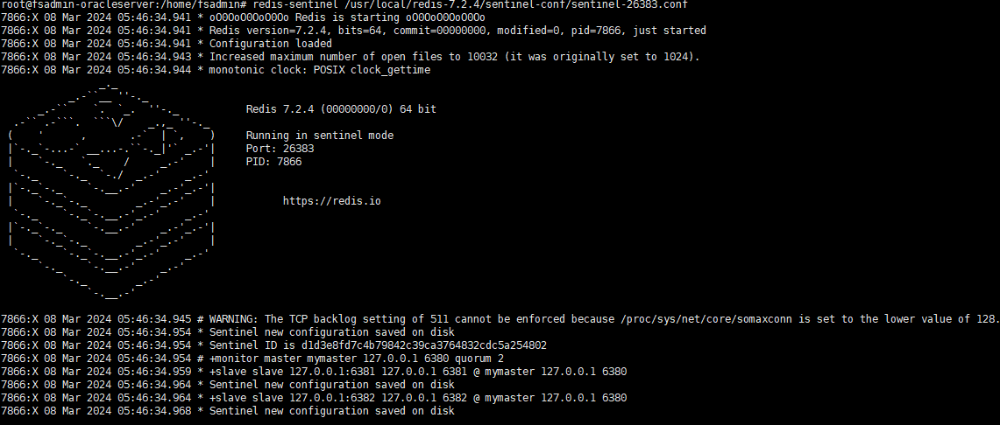 root@fsadmin-oracleserver:/home/fsadmin# redis-sentinel /usr/local/redis-7.2.4/sentinel-conf/sentinel-26383.conf
7866:X 08 Mar 2024 05:46:34.941 * oO0OoO0OoO0Oo Redis is starting oO0OoO0OoO0Oo
7866:X 08 Mar 2024 05:46:34.941 * Redis version=7.2.4, bits=64, commit=00000000, modified=0, pid=7866, just started
7866:X 08 Mar 2024 05:46:34.941 * Configuration loaded
7866:X 08 Mar 2024 05:46:34.943 * Increased maximum number of open files to 10032 (it was originally set to 1024).
7866:X 08 Mar 2024 05:46:34.944 * monotonic clock: POSIX clock_gettime
Redis 7.2.4 (00000000/0) 64 bit
Running in sentinel mode
Port: 26383
PID: 7866
https://redis.io
7866:X 08 Mar 2024 05:46:34.945 # WARNING: The TCP backlog setting of 511 cannot be enforced because /proc/sys/net/core/somaxconn is set to the lower value of 128.
7866:X 08 Mar 2024 05:46:34.954 * Sentinel new configuration saved on disk
7866:X 08 Mar 2024 05:46:34.954 * Sentinel ID is d1d3e8fd7c4b79842c39ca3764832cdc5a254802
7866:X 08 Mar 2024 05:46:34.954 # +monitor master mymaster 127.0.0.1 6380 quorum 2
7866:X 08 Mar 2024 05:46:34.959 * +slave slave 127.0.0.1:6381 127.0.0.1 6381 @ mymaster 127.0.0.1 6380
7866:X 08 Mar 2024 05:46:34.964 * Sentinel new configuration saved on disk
7866:X 08 Mar 2024 05:46:34.964 * +slave slave 127.0.0.1:6382 127.0.0.1 6382 @ mymaster 127.0.0.1 6380
7866:X 08 Mar 2024 05:46:34.968 * Sentinel new configuration saved on disk